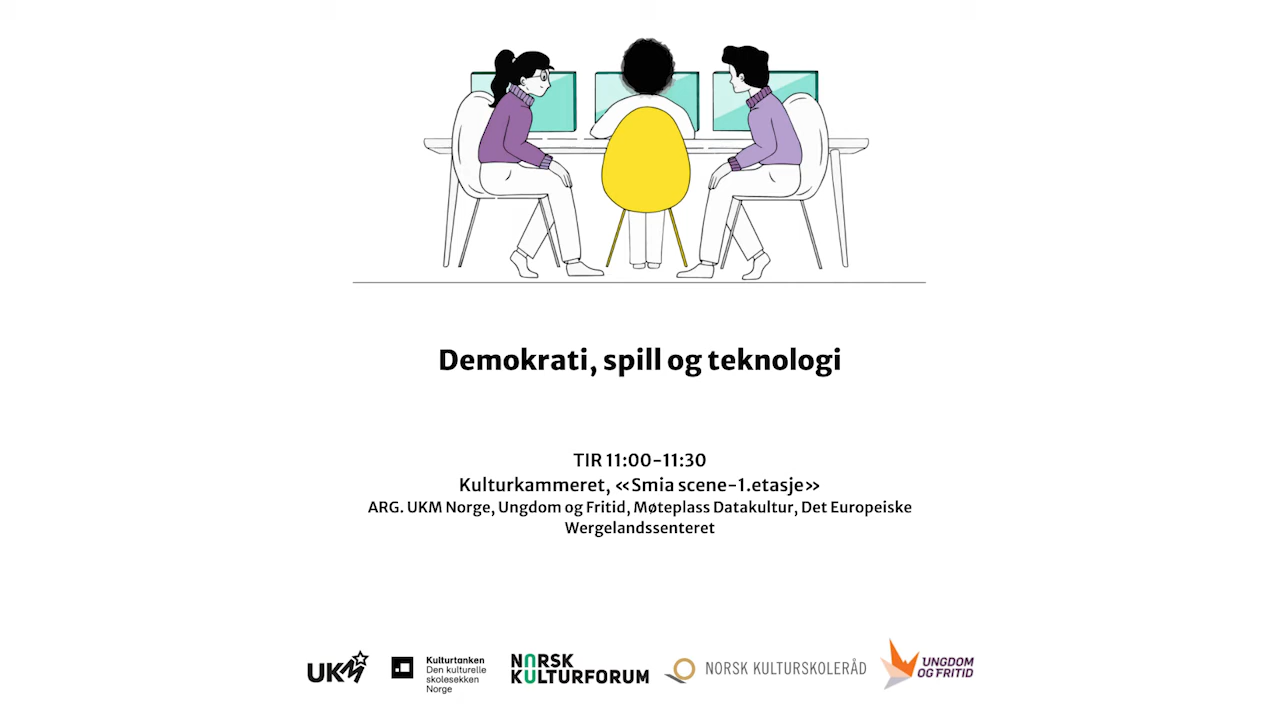 Demokrati, spill og teknologi
TIR 11:00-11:30
Kulturkammeret, «Smia scene-1.etasje»
ARG. UKM Norge, Ungdom og Fritid, Møteplass Datakultur, Det Europeiske
Wergelandssenteret
UKM
Kulturtanken
Den kulturelle
skolesekken
Norge
NORSK
KULTURFORUM
NORSK KULTURSKOLERÅD
UNGDOM
OG FRITID